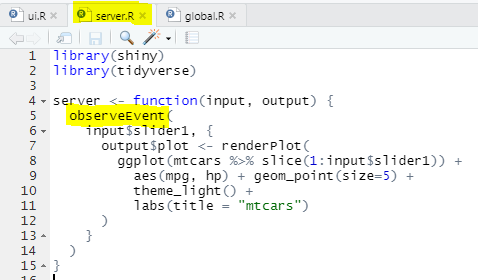 ui.R × server.R × global.R ×
1 library(shiny)
2 library(tidyverse)
3
4 server <- function(input, output) {
5   observeEvent(
6     input$slider1, {
7       output$plot <- renderPlot(
8         ggplot(mtcars %>% slice(1:input$slider1)) +
9           aes(mpg, hp) + geom_point(size=5) +
10           theme_light() +
11           labs(title = "mtcars")
12       )
13     }
14   )
15 }
16